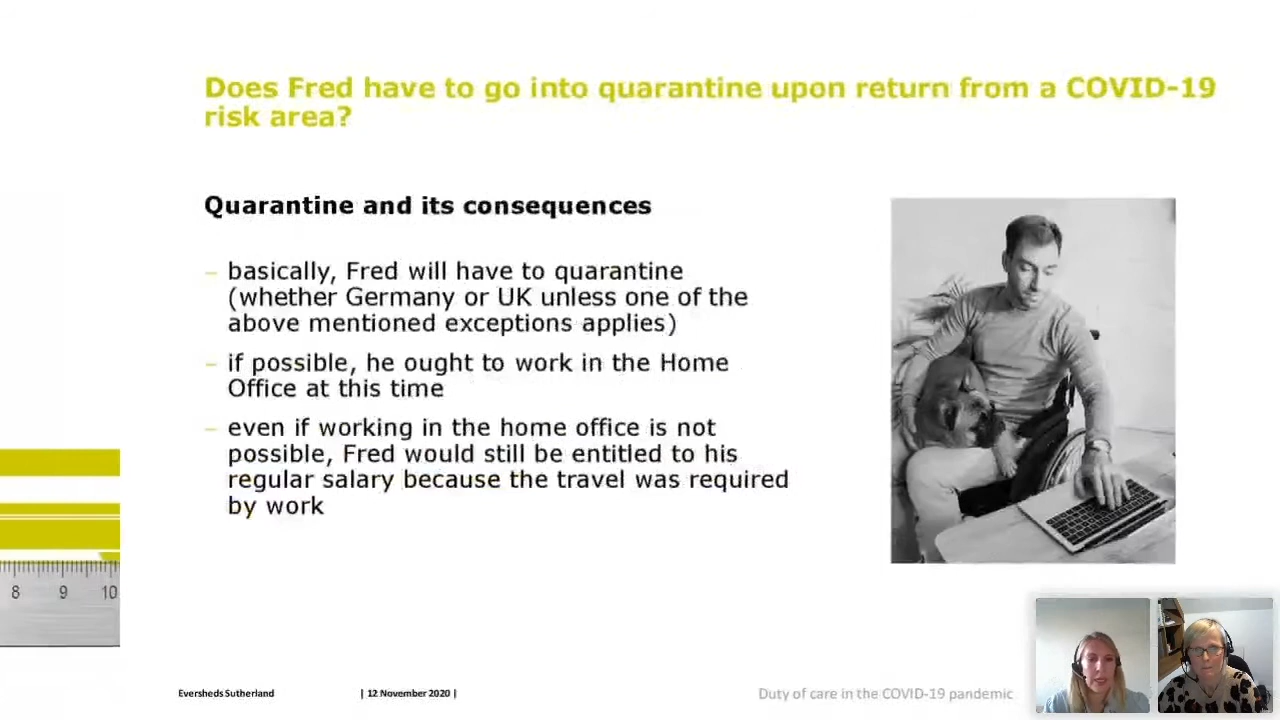 Does Fred have to go into quarantine upon return from a COVID-19
risk area?
Quarantine and its consequences
– basically, Fred will have to quarantine
(whether Germany or UK unless one of the
above mentioned exceptions applies)
– if possible, he ought to work in the Home
Office at this time
– even if working in the home office is not
possible, Fred would still be entitled to his
regular salary because the travel was required
by work
8 9 10
Eversheds Sutherland | 12 November 2020 | Duty of care in the COVID-19 pandemic